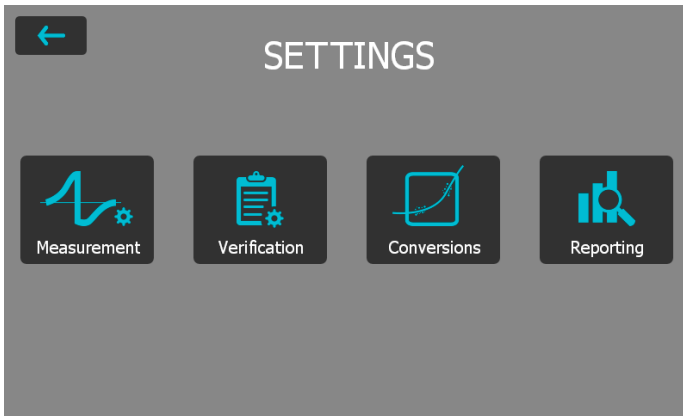 SETTINGS
Measurement
Verification
Conversions
Reporting